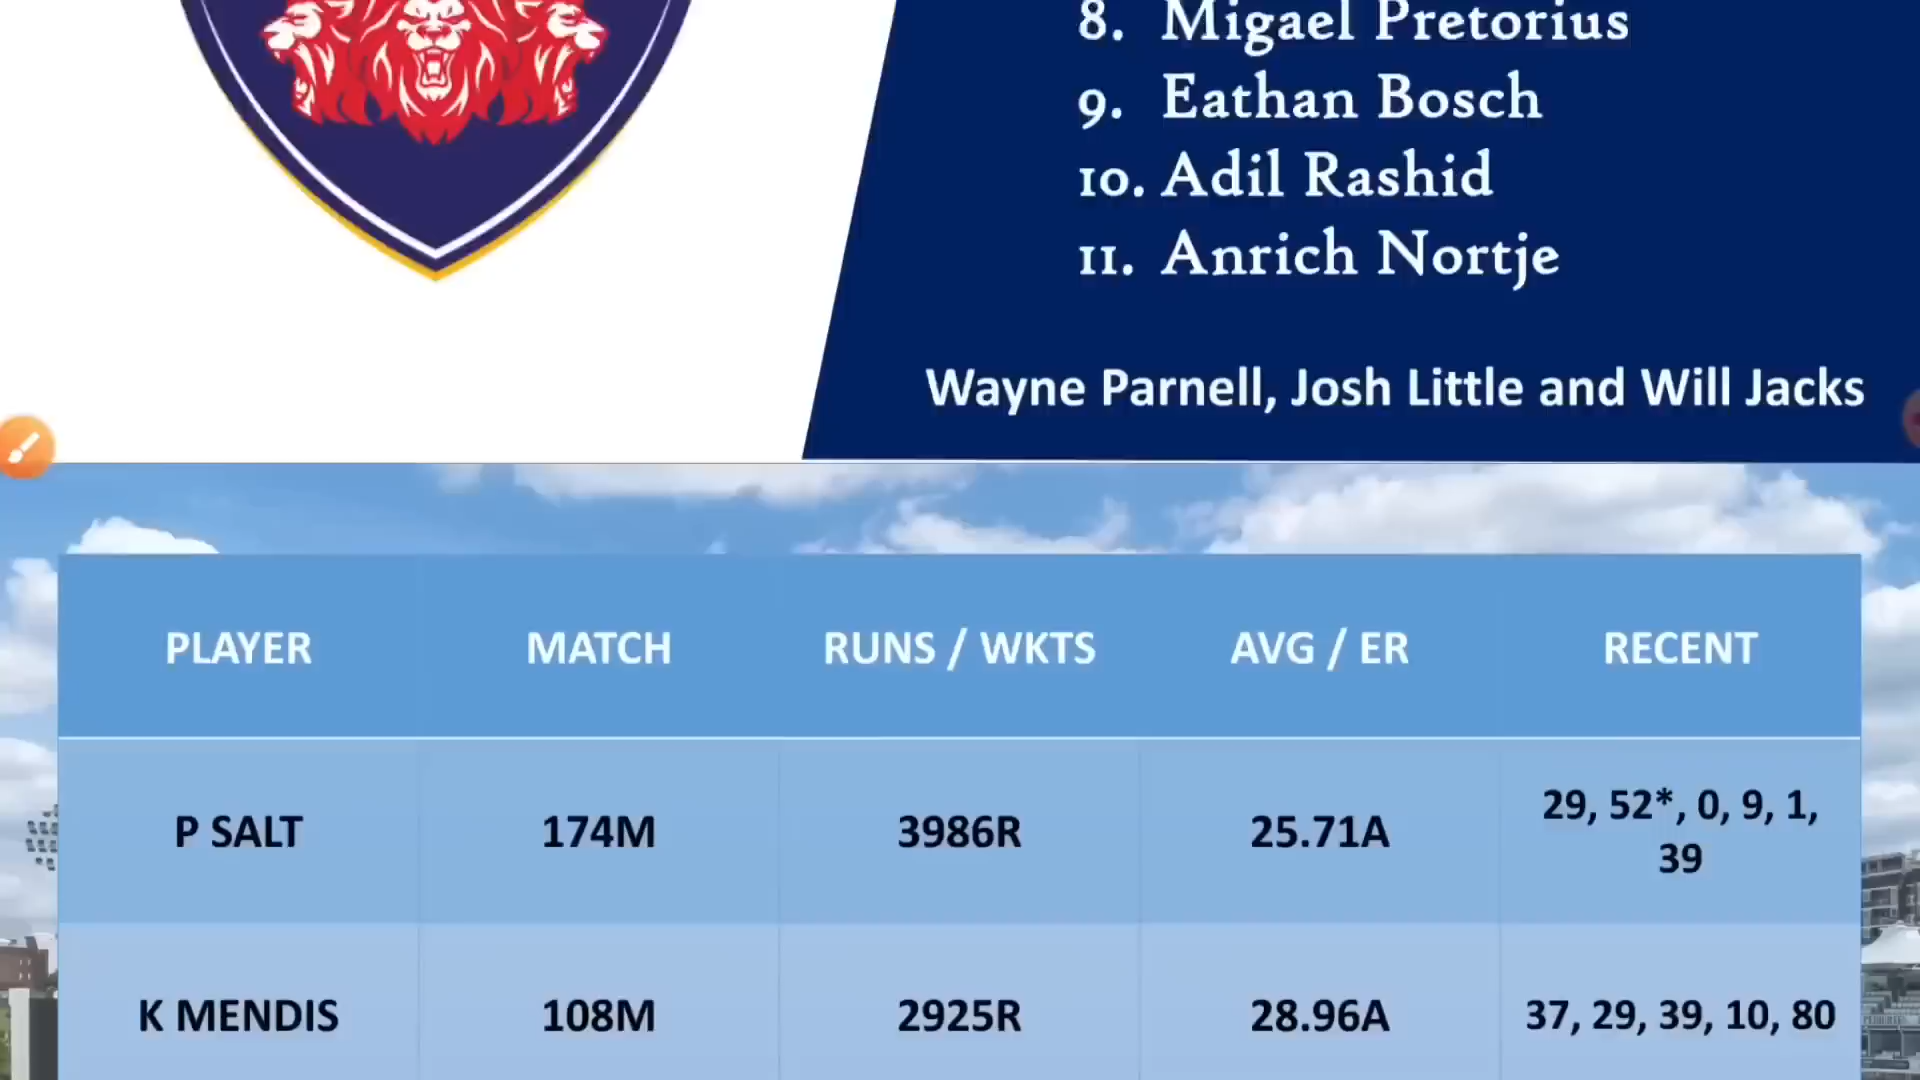 8. Migael Pretorius
9. Eathan Bosch
10. Adil Rashid
11. Anrich Nortje
Wayne Parnell, Josh Little and Will Jacks
PLAYER MATCH RUNS / WKTS AVG / ER RECENT
P SALT 174M 3986R 25.71A 29, 52*, 0, 9, 1,
39
K MENDIS 108M 2925R 28.96A 37, 29, 39, 10, 80